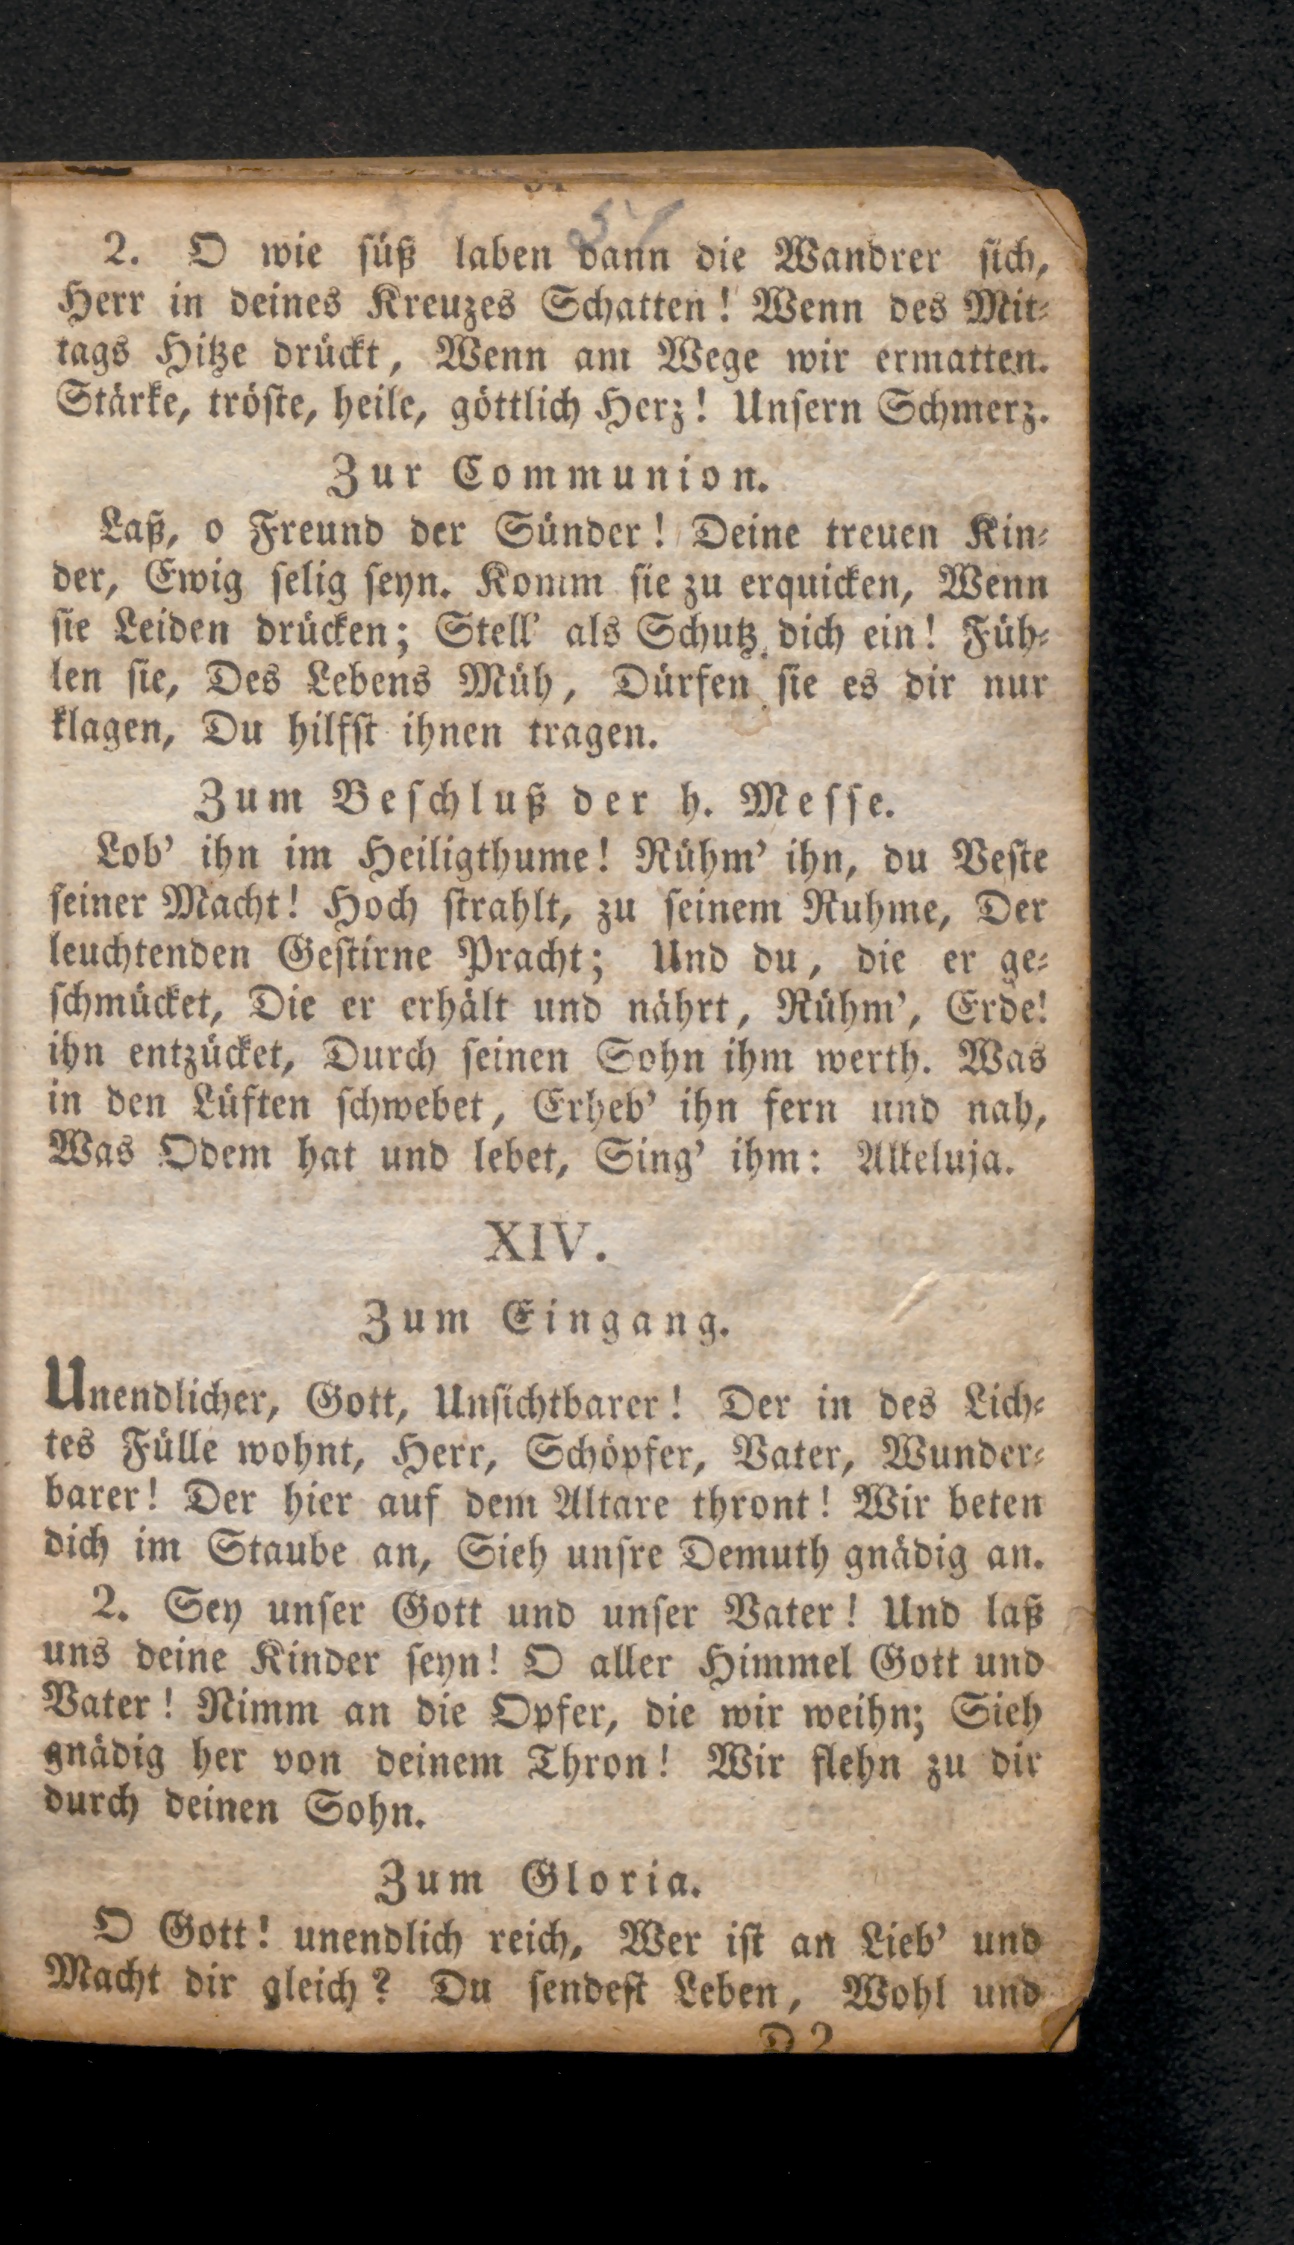 51
2. O wie süß laben dann die Wandrer sich,
Herr in deines Kreuzes Schatten! Wenn des Mit-
tags Hitze drückt, Wenn am Wege wir ermatten.
Stärke, tröste, heile, göttlich Herz! Unsern Schmerz.
Zur Communion.
Laß, o Freund der Sünder! Deine treuen Kin-
der, Ewig selig seyn. Komm sie zu erquicken, Wenn
sie Leiden drücken; Stell' als Schutz dich ein! Füh-
len sie, Des Lebens Müh, Dürfen sie es dir nur
klagen, Du hilfst ihnen tragen.
Zum Beschluß der h. Messe.
Lob' ihn im Heiligthume! Rühm' ihn, du Veste
seiner Macht! Hoch strahlt, zu seinem Ruhme, Der
leuchtenden Gestirne Pracht; Und du, die er ge-
schmücket, Die er erhält und nährt, Rühm', Erde!
ihn entzücket, Durch seinen Sohn ihm werth. Was
in den Lüften schwebet, Erheb' ihn fern und nah,
Was Odem hat und lebet, Sing' ihm: Alleluja.
XIV.
Zum Eingang.
Unendlicher, Gott, Unsichtbarer! Der in des Lich-
tes Fülle wohnt, Herr, Schöpfer, Vater, Wunder-
barer! Der hier auf dem Altare thront! Wir beten
dich im Staube an, Sieh unsre Demuth gnädig an.
2. Sey unser Gott und unser Vater! Und laß
uns deine Kinder seyn! O aller Himmel Gott und
Vater! Nimm an die Opfer, die wir weihn; Sieh
gnädig her von deinem Thron! Wir flehn zu dir
durch deinen Sohn.
Zum Gloria.
O Gott! unendlich reich, Wer ist an Lieb' und
Macht dir gleich? Du sendest Leben, Wohl und
D 2